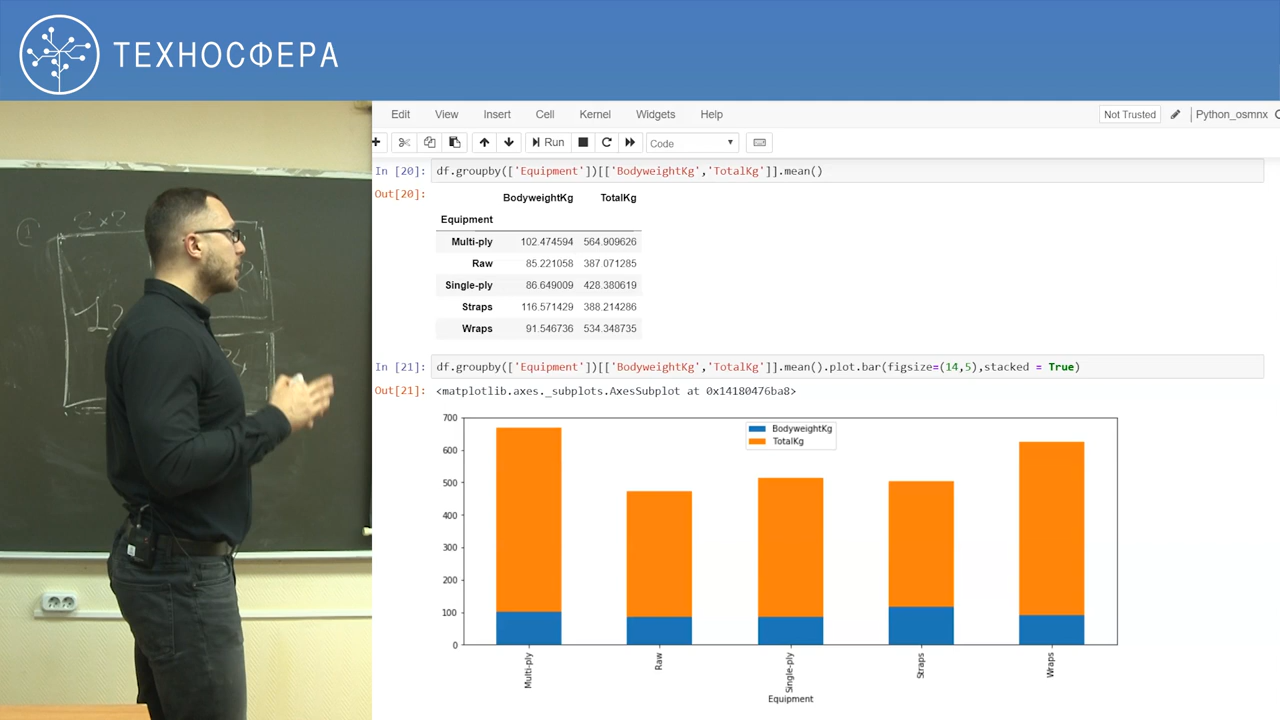 ТЕХНОСФЕРА
Edit View Insert Cell Kernel Widgets Help
Not Trusted
Python_osmnx
Run
Code
In [20]: df.groupby(['Equipment'])[['BodyweightKg','TotalKg']].mean()
Out[20]:
BodyweightKg TotalKg
Equipment
Multi-ply 102.474594 564.909626
Raw 85.221058 387.071285
Single-ply 86.649009 428.380619
Straps 116.571429 388.214286
Wraps 91.546736 534.348735
In [21]: df.groupby(['Equipment'])[['BodyweightKg','TotalKg']].mean().plot.bar(figsize=(14,5),stacked = True)
Out[21]: <matplotlib.axes._subplots.AxesSubplot at 0x14180476ba8>
BodyweightKg
TotalKg
700
600
500
400
300
200
100
0
Multi-ply
Raw
Single-ply
Straps
Wraps
Equipment
2×2